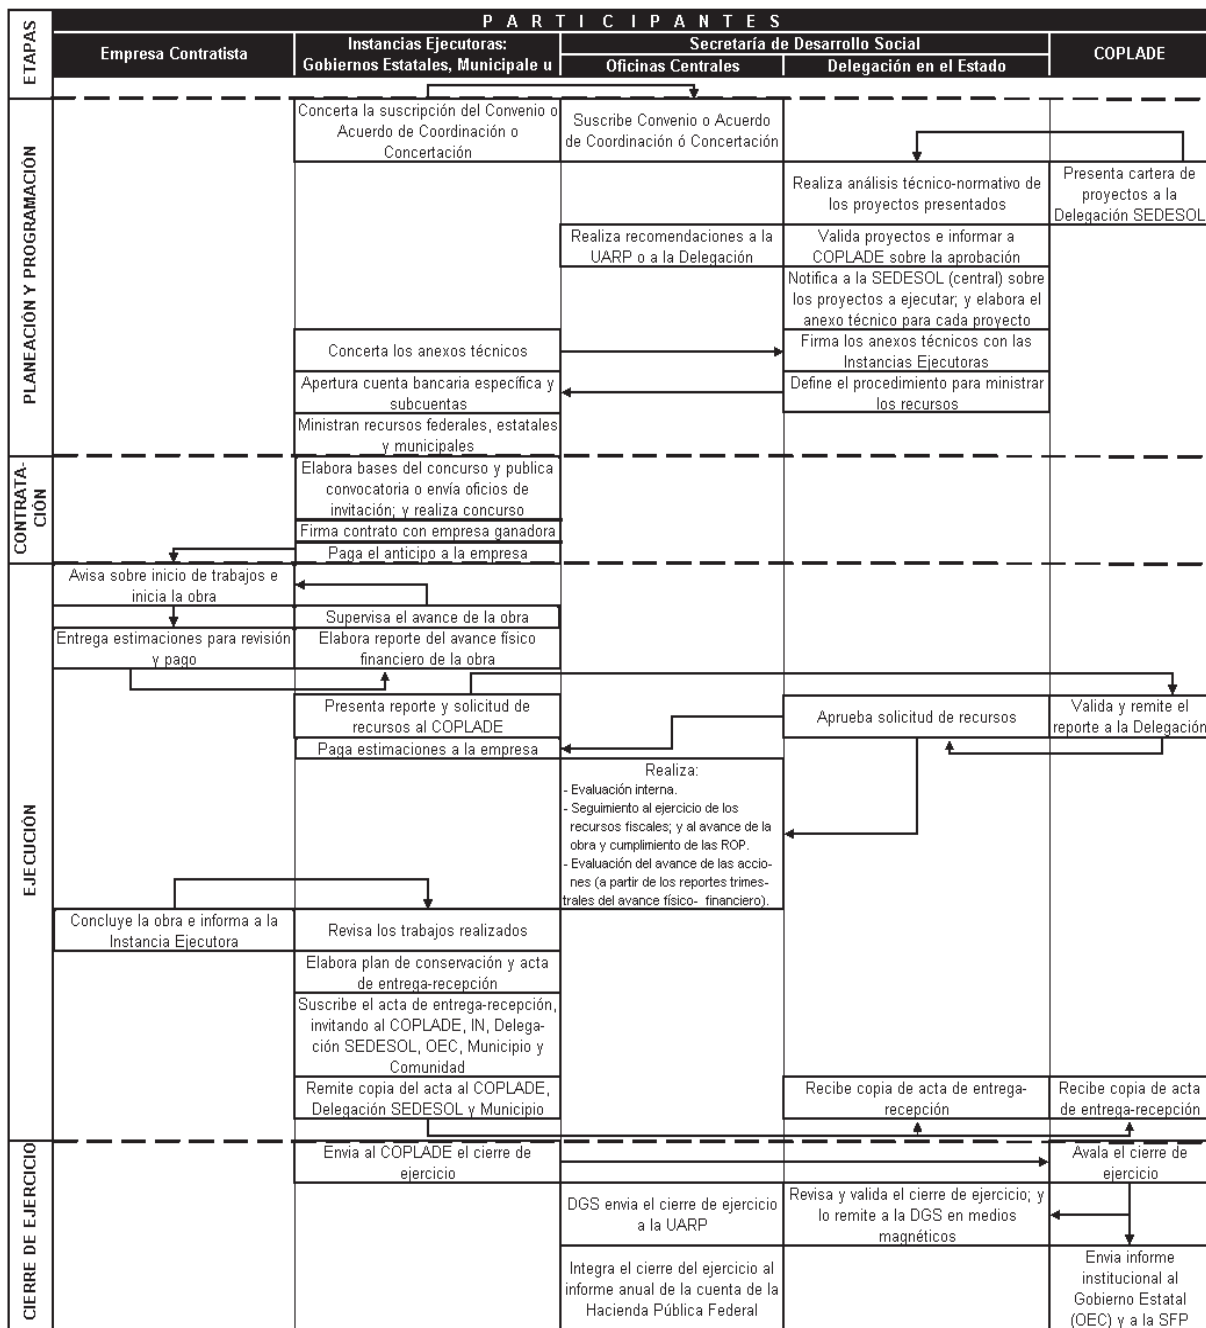 PARTICIPANTES
ETAPAS
Empresa Contratista
Instancias Ejecutoras:
Gobiernos Estatales, Municipale u
Secretaría de Desarrollo Social
Oficinas Centrales
Delegación en el Estado
COPLADE
PLANEACIÓN Y PROGRAMACIÓN
Concerta la suscripción del Convenio o
Acuerdo de Coordinación o
Concertación
Suscribe Convenio o Acuerdo
de Coordinación ó Concertación
Realiza análisis técnico-normativo de
los proyectos presentados
Presenta cartera de
proyectos a la
Delegación SEDESOL
Realiza recomendaciones a la
UARP o a la Delegación
Valida proyectos e informar a
COPLADE sobre la aprobación
Notifica a la SEDESOL (central) sobre
los proyectos a ejecutar; y elabora el
anexo técnico para cada proyecto
Concerta los anexos técnicos
Firma los anexos técnicos con las
Instancias Ejecutoras
Apertura cuenta bancaria específica y
subcuentas
Define el procedimiento para ministrar
los recursos
Ministran recursos federales, estatales
y municipales
CONTRATA-
CIÓN
Elabora bases del concurso y publica
convocatoria o envía oficios de
invitación; y realiza concurso
Firma contrato con empresa ganadora
Paga el anticipo a la empresa
EJECUCIÓN
Avisa sobre inicio de trabajos e
inicia la obra
Supervisa el avance de la obra
Entrega estimaciones para revisión
y pago
Elabora reporte del avance físico
financiero de la obra
Presenta reporte y solicitud de
recursos al COPLADE
Aprueba solicitud de recursos
Valida y remite el
reporte a la Delegación
Paga estimaciones a la empresa
Realiza:
- Evaluación interna.
- Seguimiento al ejercicio de los
recursos fiscales; y al avance de la
obra y cumplimiento de las ROP.
- Evaluación del avance de las accio-
nes (a partir de los reportes trimes-
trales del avance físico- financiero).
Concluye la obra e informa a la
Instancia Ejecutora
Revisa los trabajos realizados
Elabora plan de conservación y acta
de entrega-recepción
Suscribe el acta de entrega-recepción,
invitando al COPLADE, IN, Delega-
ción SEDESOL, OEC, Municipio y
Comunidad
Remite copia del acta al COPLADE,
Delegación SEDESOL y Municipio
Recibe copia de acta de entrega-
recepción
Recibe copia de acta
de entrega-recepción
CIERRE DE EJERCICIO
Envia al COPLADE el cierre de
ejercicio
Avala el cierre de
ejercicio
DGS envia el cierre de ejercicio
a la UARP
Revisa y valida el cierre de ejercicio; y
lo remite a la DGS en medios
magnéticos
Integra el cierre del ejercicio al
informe anual de la cuenta de la
Hacienda Pública Federal
Envia informe
institucional al
Gobierno Estatal
(OEC) y a la SFP